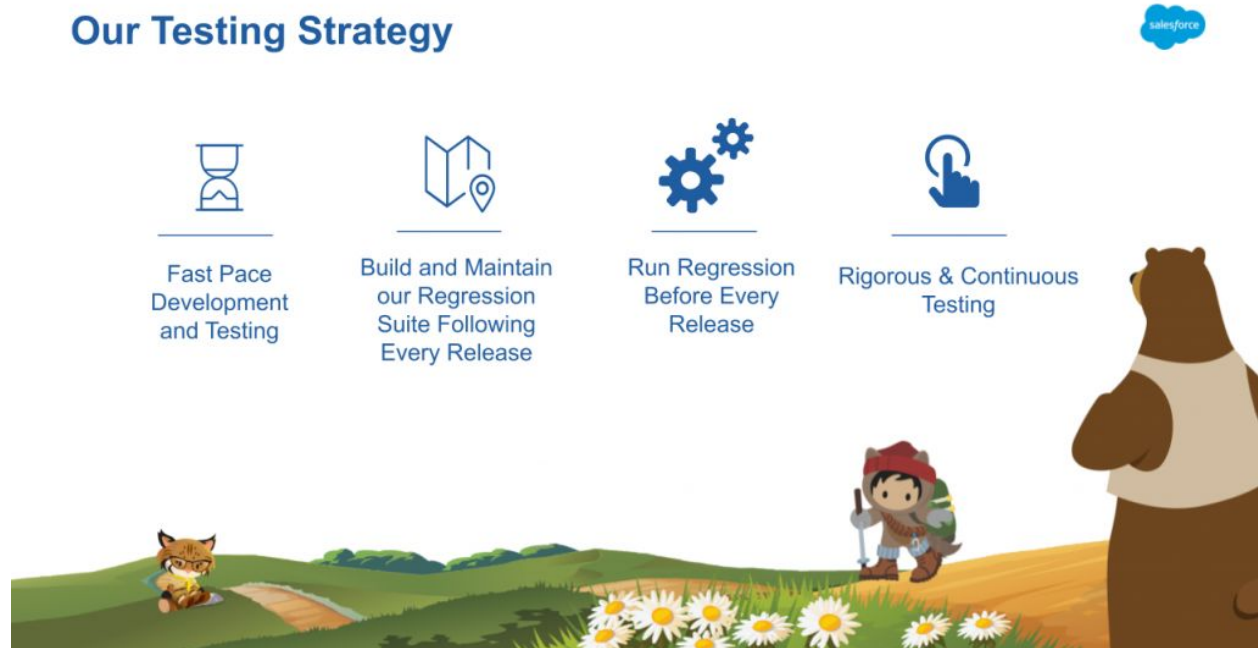 Our Testing Strategy
salesforce
Fast Pace
Development
and Testing
Build and Maintain
our Regression
Suite Following
Every Release
Run Regression
Before Every
Release
Rigorous & Continuous
Testing